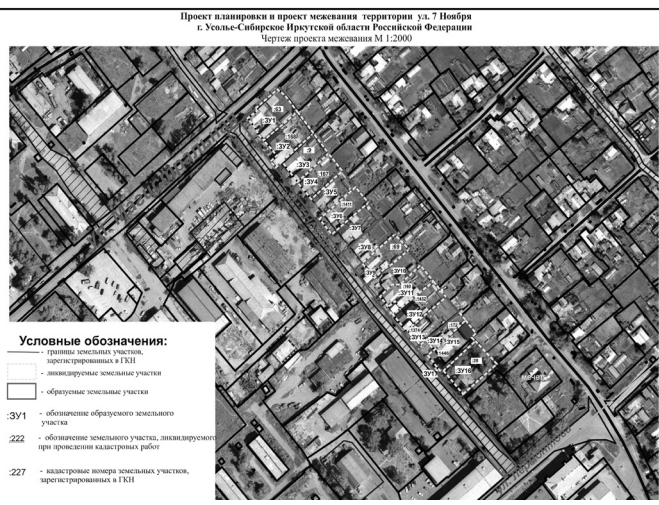 Проект планировки и проект межевания территории ул. 7 Ноября
г. Усолье-Сибирское Иркутской области Российской Федерации
Чертеж проекта межевания М 1:2000
:ЗУ1
:ЗУ2
:ЗУ3
:ЗУ4
:ЗУ5
:ЗУ6
:ЗУ7
:ЗУ8
:ЗУ10
:ЗУ11
:ЗУ12
:ЗУ13
:ЗУ14
:ЗУ15
:ЗУ16
Условные обозначения:
- границы земельных участков,
зарегистрированных в ГКН
- ликвидируемые земельные участки
- образуемые земельные участки
:ЗУ1 - обозначение образуемого земельного
участка
:222 - обозначение земельного участка, ликвидируемого
при проведении кадастровых работ
:227 - кадастровые номера земельных участков,
зарегистрированных в ГКН